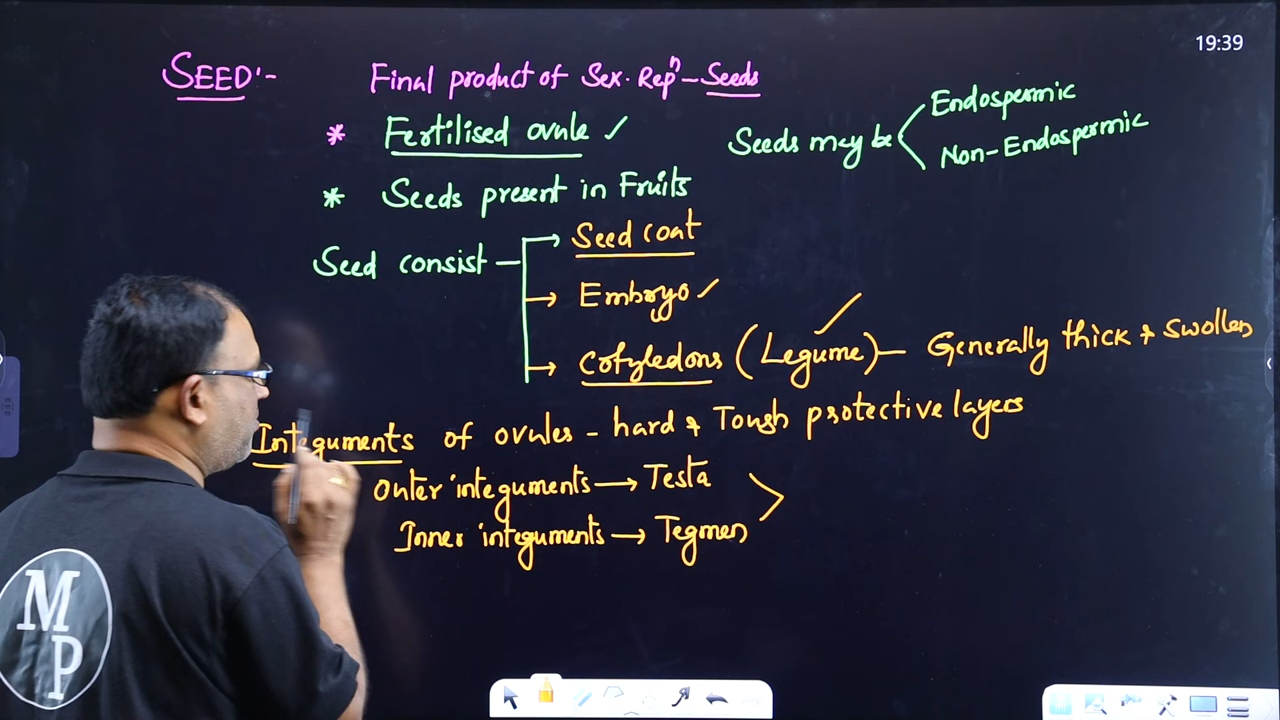 19:39
SEED:- Final product of Sex. Repⁿ - Seeds
* Fertilised ovule ✓
Seeds may be
Endospermic
Non-Endospermic
* Seeds present in Fruits
Seed consist
Seed coat
Embryo ✓
Cotyledons (Legume) - Generally thick & swollen
Integuments of ovules - hard & Tough protective layers
Outer integuments → Testa
Inner integuments → Tegmen
M
P